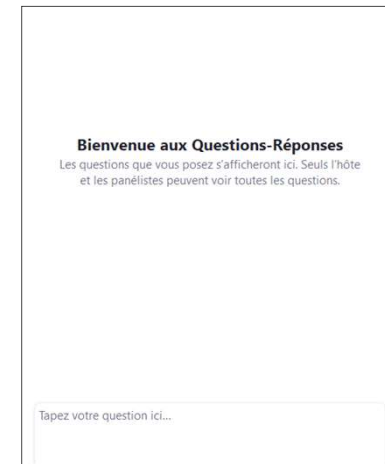 Bienvenue aux Questions-Réponses
Les questions que vous posez s'afficheront ici. Seuls l'hôte
et les panélistes peuvent voir toutes les questions.
Tapez votre question ici...